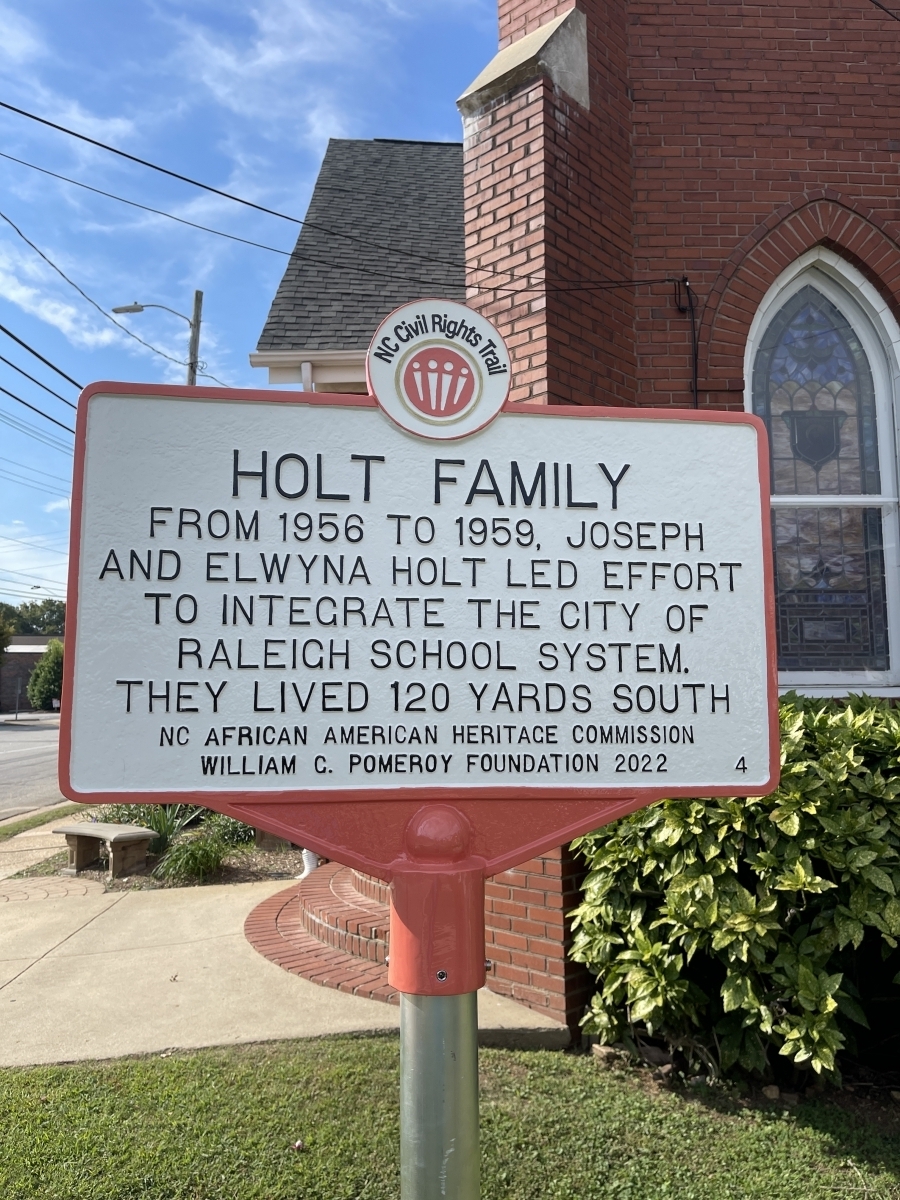 NC Civil Rights Trail
HOLT FAMILY
FROM 1956 TO 1959, JOSEPH
AND ELWYNA HOLT LED EFFORT
TO INTEGRATE THE CITY OF
RALEIGH SCHOOL SYSTEM.
THEY LIVED 120 YARDS SOUTH
NC AFRICAN AMERICAN HERITAGE COMMISSION
WILLIAM G. POMEROY FOUNDATION 2022 4